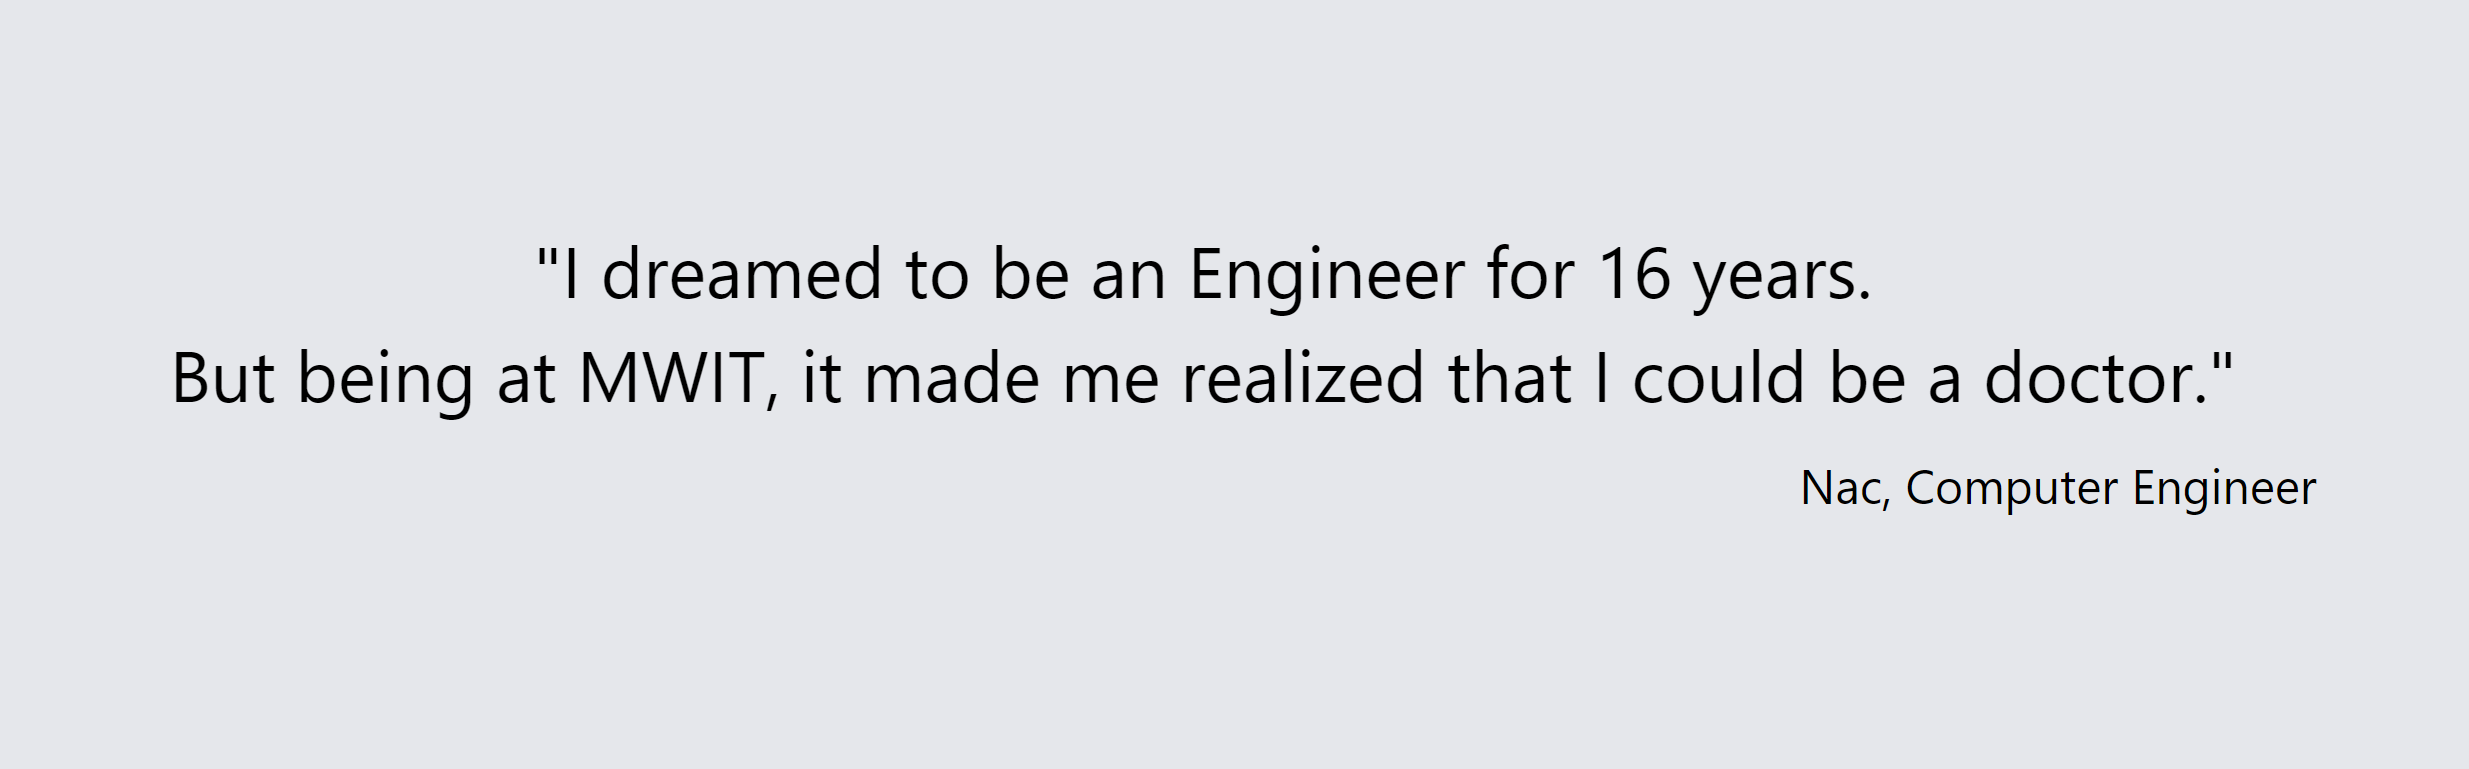 "I dreamed to be an Engineer for 16 years.
But being at MWIT, it made me realized that I could be a doctor."
Nac, Computer Engineer